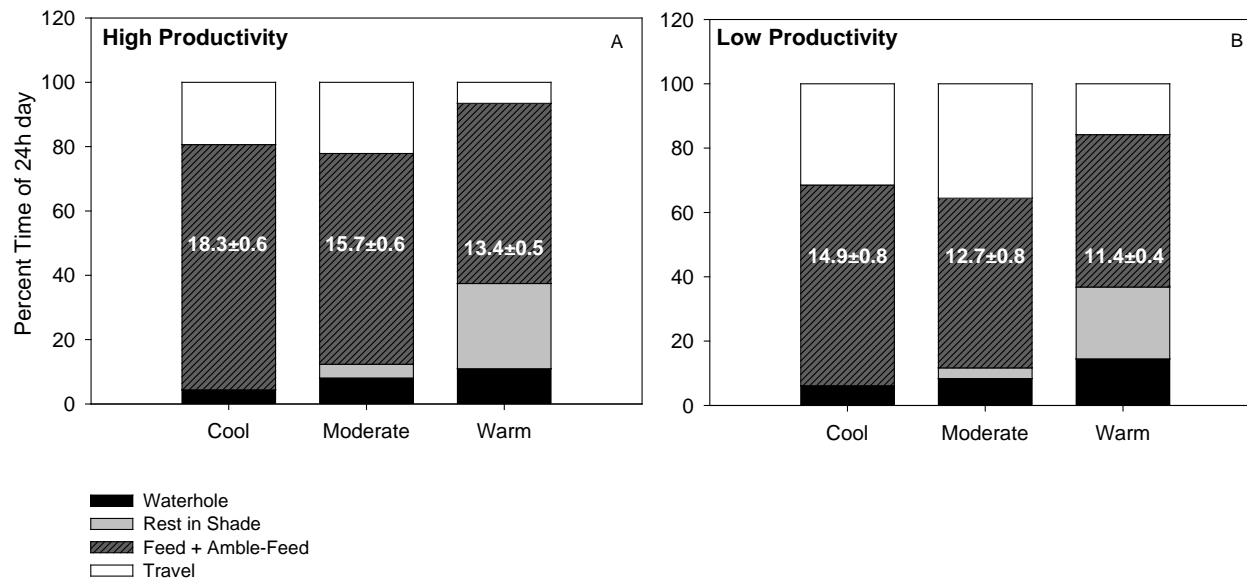 High Productivity
A
Percent Time of 24h day
120
100
80
60
40
20
0
18.3±0.6
15.7±0.6
13.4±0.5
Cool
Moderate
Warm
Low Productivity
B
120
100
80
60
40
20
0
14.9±0.8
12.7±0.8
11.4±0.4
Cool
Moderate
Warm
Waterhole
Rest in Shade
Feed + Amble-Feed
Travel